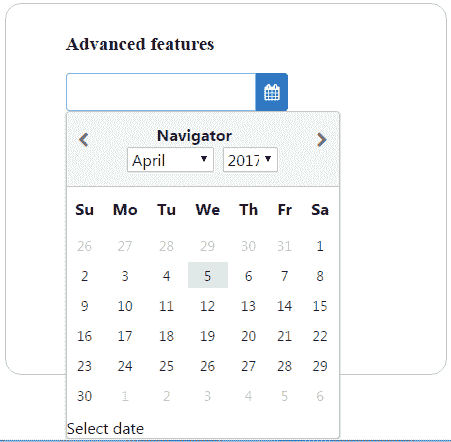 Advanced features
Navigator
April 2017
Su Mo Tu We Th Fr Sa
26 27 28 29 30 31 1
2 3 4 5 6 7 8
9 10 11 12 13 14 15
16 17 18 19 20 21 22
23 24 25 26 27 28 29
30 1 2 3 4 5 6
Select date